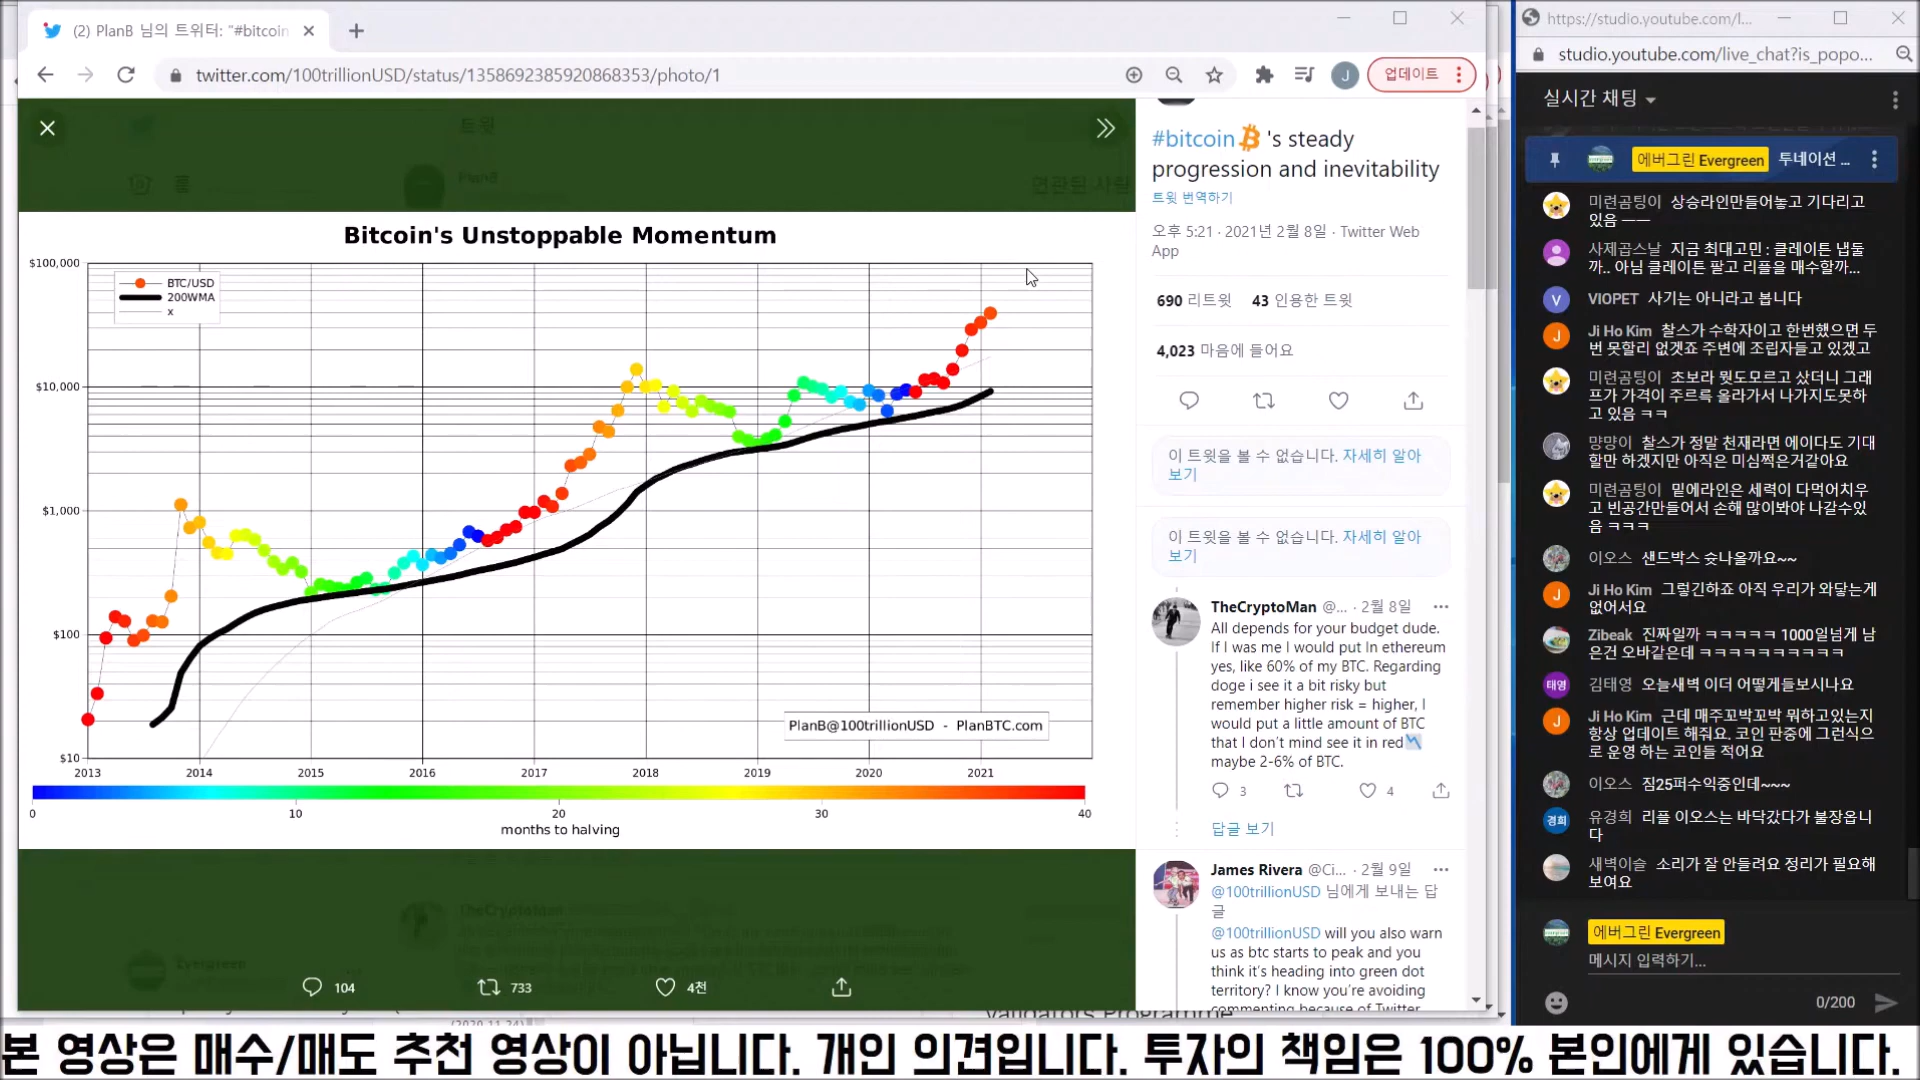 (2) PlanB 님의 트위터: "#bitcoin
twitter.com/100trillionUSD/status/1358692385920868353/photo/1
J
업데이트
트윗
PlanB
Bitcoin's Unstoppable Momentum
$100,000
$10,000
$1,000
$100
$10
BTC/USD
200WMA
x
PlanB@100trillionUSD - PlanBTC.com
2013 2014 2015 2016 2017 2018 2019 2020 2021
0 10 20 30 40
months to halving
TheCryptoMan
Evergreen
104 733 4천
#bitcoin 's steady
progression and inevitability
트윗 번역하기
오후 5:21 · 2021년 2월 8일 · Twitter Web
App
690 리트윗 43 인용한 트윗
4,023 마음에 들어요
이 트윗을 볼 수 없습니다. 자세히 알아
보기
이 트윗을 볼 수 없습니다. 자세히 알아
보기
TheCryptoMan @... · 2월 8일
All depends for your budget dude.
If I was me I would put In ethereum
yes, like 60% of my BTC. Regarding
doge i see it a bit risky but
remember higher risk = higher, I
would put a little amount of BTC
that I don't mind see it in red
maybe 2-6% of BTC.
3 4
답글 보기
James Rivera @Ci... · 2월 9일
@100trillionUSD 님에게 보내는 답
글
@100trillionUSD will you also warn
us as btc starts to peak and you
think it's heading into green dot
territory? I know you're avoiding
commenting because of Twitter
https://studio.youtube.com/l...
studio.youtube.com/live_chat?is_popo...
실시간 채팅
에버그린 Evergreen 투네이션 ...
미련곰팅이 상승라인만들어놓고 기다리고
있음 ㅡㅡ
사제곱스날 지금 최대고민 : 클레이튼 냅둘
까.. 아님 클레이튼 팔고 리플을 매수할까...
V
VIOPET 사기는 아니라고 봅니다
J
Ji Ho Kim 찰스가 수학자이고 한번했으면 두
번 못할리 없겟죠 주변에 조립자들고 있겠고
미련곰팅이 초보라 뭣도모르고 샀더니 그래
프가 가격이 주르륵 올라가서 나가지도못하
고 있음 ㅋㅋ
먕먕이 찰스가 정말 천재라면 에이다도 기대
할만 하겠지만 아직은 미심쩍은거같아요
미련곰팅이 밑에라인은 세력이 다먹어치우
고 빈공간만들어서 손해 많이봐야 나갈수있
음 ㅋㅋㅋ
이오스 샌드박스 슛나올까요~~
J
Ji Ho Kim 그렇긴하죠 아직 우리가 와닿는게
없어서요
Zibeak 진짜일까 ㅋㅋㅋㅋㅋ 1000일넘게 남
은건 오바같은데 ㅋㅋㅋㅋㅋㅋㅋㅋㅋㅋ
태영
김태영 오늘새벽 이더 어떻게들보시나요
J
Ji Ho Kim 근데 매주꼬박꼬박 뭐하고있는지
항상 업데이트 해줘요. 코인 판중에 그런식으
로 운영 하는 코인들 적어요
이오스 짐25퍼수익중인데~~~
경희
유경희 리플 이오스는 바닥갔다가 불장옵니
다
새벽이슬 소리가 잘 안들려요 정리가 필요해
보여요
에버그린 Evergreen
메시지 입력하기...
0/200
본 영상은 매수/매도 추천 영상이 아닙니다. 개인 의견입니다. 투자의 책임은 100% 본인에게 있습니다.